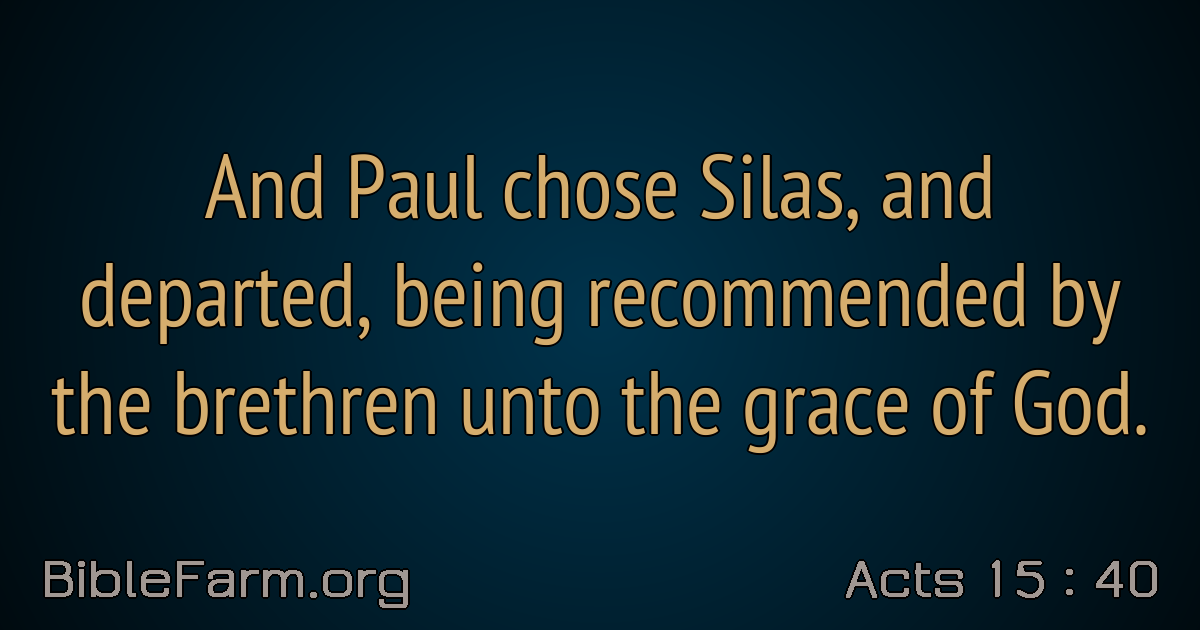 And Paul chose Silas, and
departed, being recommended by
the brethren unto the grace of God.
BibleFarm.org
Acts 15 : 40